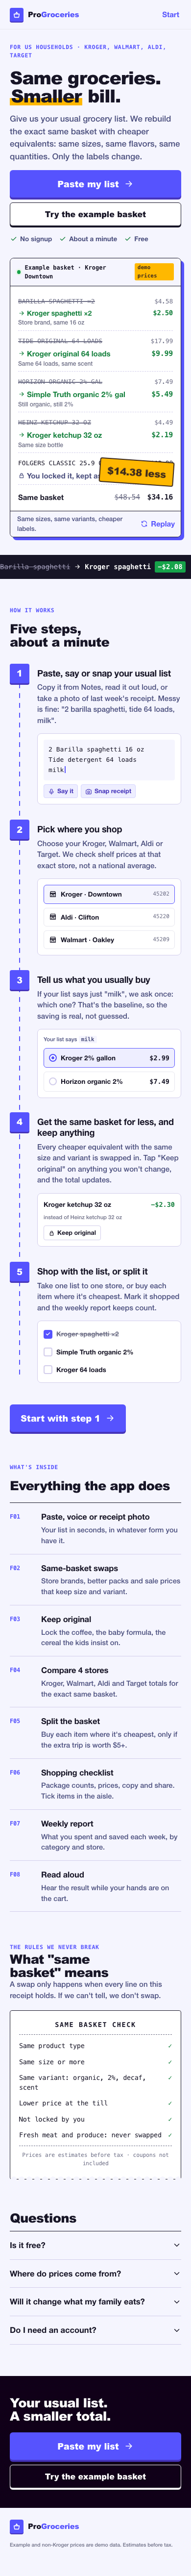 ProGroceries
Start
FOR US HOUSEHOLDS · KROGER, WALMART, ALDI,
TARGET
Same groceries.
Smaller bill.
Give us your usual grocery list. We rebuild
the exact same basket with cheaper
equivalents: same sizes, same flavors, same
quantities. Only the labels change.
Paste my list →
Try the example basket
✓ No signup ✓ About a minute ✓ Free
Example basket · Kroger
Downtown
demo
prices
BARILLA SPAGHETTI ×2 $4.58
→ Kroger spaghetti ×2 $2.50
Store brand, same 16 oz
TIDE ORIGINAL 64 LOADS $17.99
→ Kroger original 64 loads $9.99
Same 64 loads, same scent
HORIZON ORGANIC 2% GAL $7.49
→ Simple Truth organic 2% gal $5.49
Still organic, still 2%
HEINZ KETCHUP 32 OZ $4.49
→ Kroger ketchup 32 oz $2.19
Same size bottle
FOLGERS CLASSIC 25.9
You locked it, kept as
$14.38 less
Same basket $48.54 $34.16
Same sizes, same variants, cheaper
labels.
Replay
Barilla spaghetti → Kroger spaghetti −$2.08
HOW IT WORKS
Five steps,
about a minute
1
Paste, say or snap your usual list
Copy it from Notes, read it out loud, or
take a photo of last week's receipt. Messy
is fine: "2 barilla spaghetti, tide 64 loads,
milk".
2 Barilla spaghetti 16 oz
Tide detergent 64 loads
milk
Say it
Snap receipt
2
Pick where you shop
Choose your Kroger, Walmart, Aldi or
Target. We check shelf prices at that
exact store, not a national average.
Kroger · Downtown 45202
Aldi · Clifton 45220
Walmart · Oakley 45209
3
Tell us what you usually buy
If your list says just "milk", we ask once:
which one? That's the baseline, so the
saving is real, not guessed.
Your list says milk
Kroger 2% gallon $2.99
Horizon organic 2% $7.49
4
Get the same basket for less, and
keep anything
Every cheaper equivalent with the same
size and variant is swapped in. Tap "Keep
original" on anything you won't change,
and the total updates.
Kroger ketchup 32 oz −$2.30
instead of Heinz ketchup 32 oz
Keep original
5
Shop with the list, or split it
Take one list to one store, or buy each
item where it's cheapest. Mark it shopped
and the weekly report keeps count.
Kroger spaghetti ×2
Simple Truth organic 2%
Kroger 64 loads
Start with step 1 →
WHAT'S INSIDE
Everything the app does
F01
Paste, voice or receipt photo
Your list in seconds, in whatever form you
have it.
F02
Same-basket swaps
Store brands, better packs and sale prices
that keep size and variant.
F03
Keep original
Lock the coffee, the baby formula, the
cereal the kids insist on.
F04
Compare 4 stores
Kroger, Walmart, Aldi and Target totals for
the exact same basket.
F05
Split the basket
Buy each item where it's cheapest, only if
the extra trip is worth $5+.
F06
Shopping checklist
Package counts, prices, copy and share.
Tick items in the aisle.
F07
Weekly report
What you spent and saved each week, by
category and store.
F08
Read aloud
Hear the result while your hands are on
the cart.
THE RULES WE NEVER BREAK
What "same
basket" means
A swap only happens when every line on this
receipt holds. If we can't tell, we don't swap.
SAME BASKET CHECK
Same product type ✓
Same size or more ✓
Same variant: organic, 2%, decaf, ✓
scent
Lower price at the till ✓
Not locked by you ✓
Fresh meat and produce: never swapped ✓
Prices are estimates before tax · coupons not
included
Questions
Is it free?
Where do prices come from?
Will it change what my family eats?
Do I need an account?
Your usual list.
A smaller total.
Paste my list →
Try the example basket
ProGroceries
Example and non-Kroger prices are demo data. Estimates before tax.